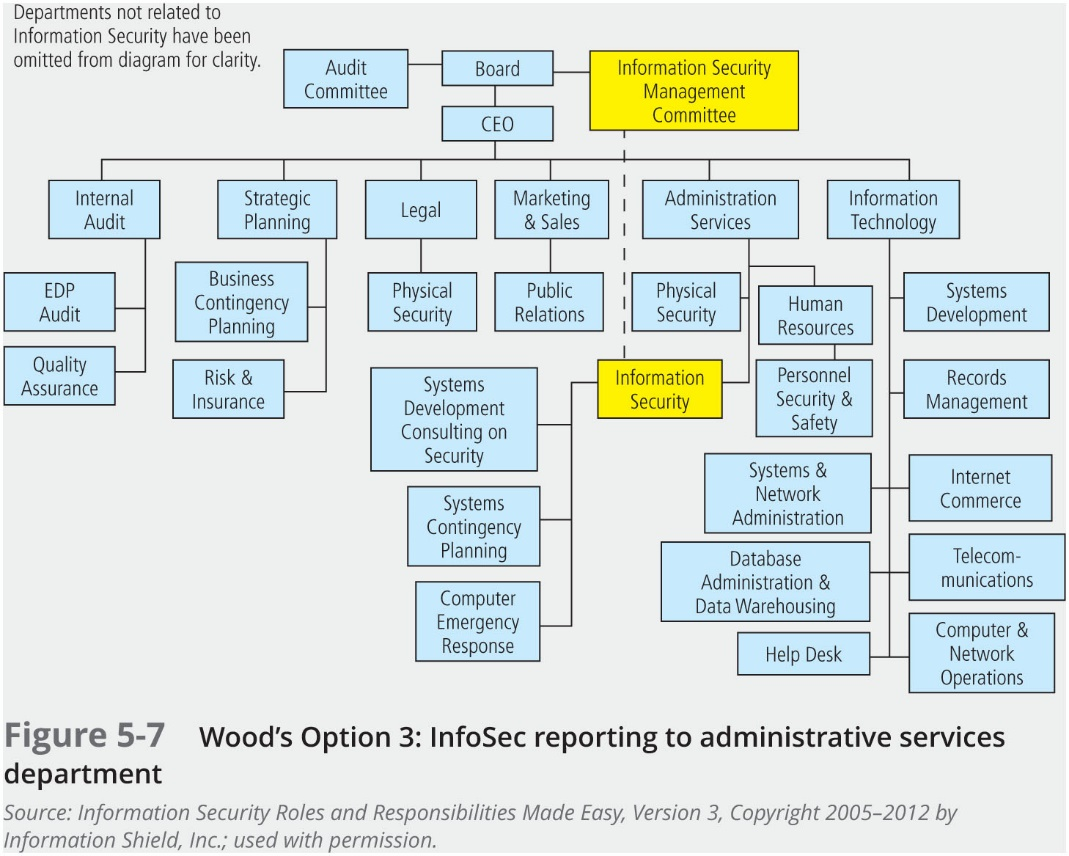 Departments not related to
Information Security have been
omitted from diagram for clarity.
Audit
Committee
Board
Information Security
Management
Committee
CEO
Internal
Audit
Strategic
Planning
Legal
Marketing
& Sales
Administration
Services
Information
Technology
EDP
Audit
Business
Contingency
Planning
Physical
Security
Public
Relations
Physical
Security
Human
Resources
Systems
Development
Quality
Assurance
Risk &
Insurance
Systems
Development
Consulting on
Security
Information
Security
Personnel
Security &
Safety
Records
Management
Systems
Contingency
Planning
Systems &
Network
Administration
Internet
Commerce
Computer
Emergency
Response
Database
Administration &
Data Warehousing
Telecom-
munications
Help Desk
Computer &
Network
Operations
Figure 5-7 Wood’s Option 3: InfoSec reporting to administrative services
department
Source: Information Security Roles and Responsibilities Made Easy, Version 3, Copyright 2005–2012 by
Information Shield, Inc.; used with permission.